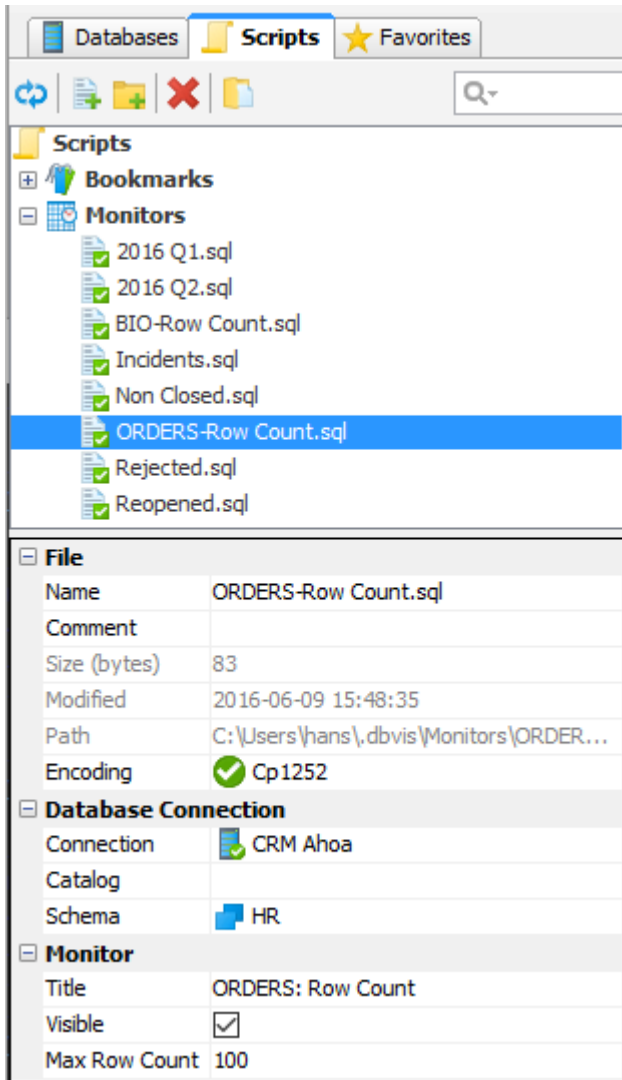 Databases Scripts Favorites
Scripts
Bookmarks
Monitors
2016 Q1.sql
2016 Q2.sql
BIO-Row Count.sql
Incidents.sql
Non Closed.sql
ORDERS-Row Count.sql
Rejected.sql
Reopened.sql
File
Name ORDERS-Row Count.sql
Comment
Size (bytes) 83
Modified 2016-06-09 15:48:35
Path C:\Users\hans\.dbvis\Monitors\ORDER...
Encoding Cp1252
Database Connection
Connection CRM Ahoa
Catalog
Schema HR
Monitor
Title ORDERS: Row Count
Visible
Max Row Count 100